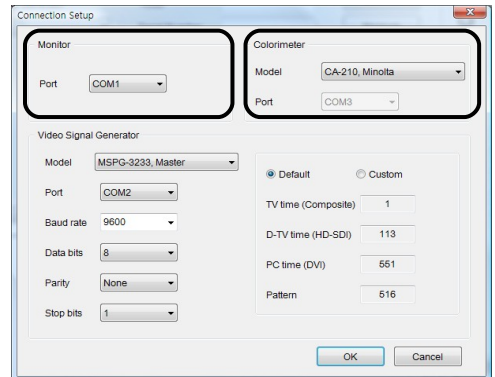 Connection Setup
Monitor
Port COM1
Colorimeter
Model CA-210, Minolta
Port COM3
Video Signal Generator
Model MSPG-3233, Master
Port COM2
Baud rate 9600
Data bits 8
Parity None
Stop bits 1
Default Custom
TV time (Composite) 1
D-TV time (HD-SDI) 113
PC time (DVI) 551
Pattern 516
OK Cancel